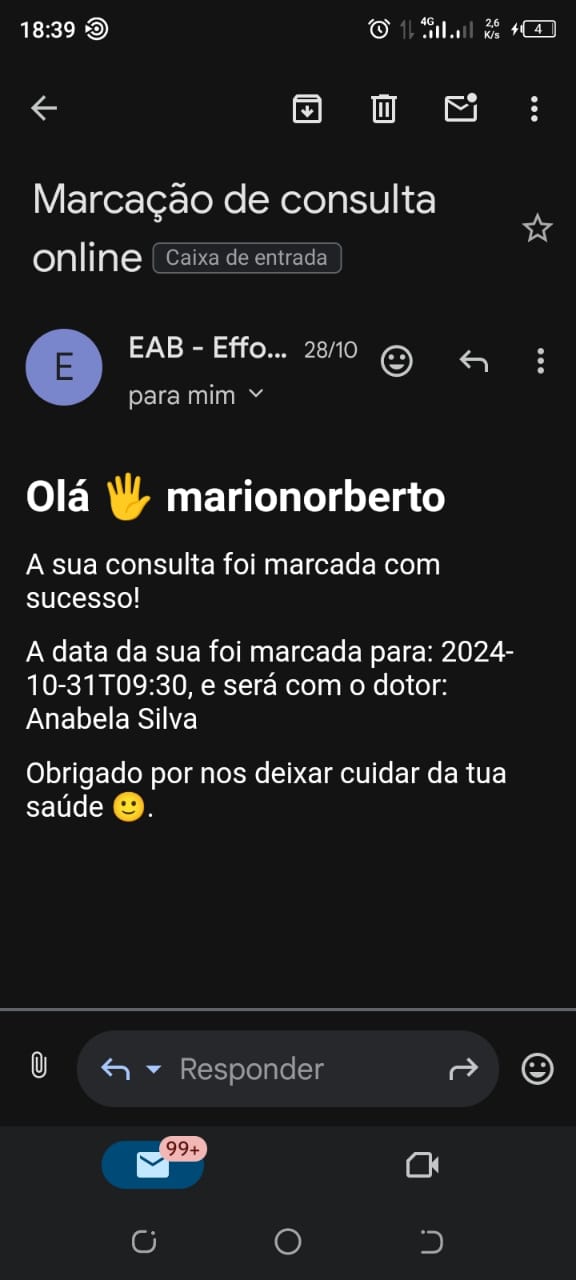 18:39
4G
2,6
K/s
4
Marcação de consulta
online Caixa de entrada
E
EAB - Effo... 28/10
para mim
Olá 🖐 marionorberto
A sua consulta foi marcada com
sucesso!
A data da sua foi marcada para: 2024-
10-31T09:30, e será com o dotor:
Anabela Silva
Obrigado por nos deixar cuidar da tua
saúde 🙂.
Responder
99+